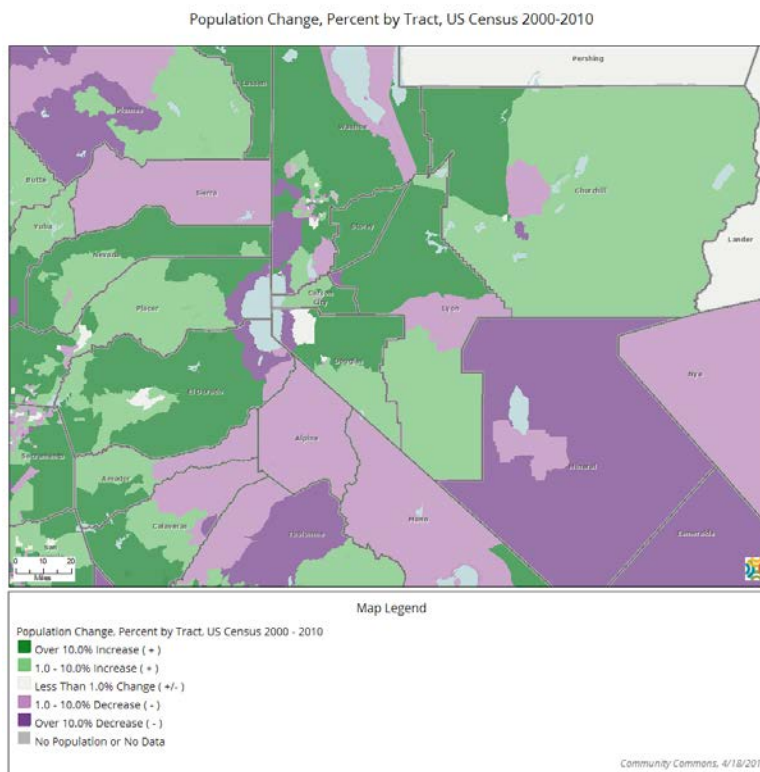 Population Change, Percent by Tract, US Census 2000-2010
Pershing
Lassen
Plumas
Washoe
Churchill
Butte
Sierra
Yuba
Storey
Lander
Nevada
Carson
City
Placer
Lyon
Nye
Douglas
El Dorado
Alpine
Sacramento
Mineral
Amador
Mono
Calaveras
Tuolumne
Esmeralda
San
0 10 20
Miles
Map Legend
Population Change, Percent by Tract, US Census 2000 - 2010
Over 10.0% Increase ( + )
1.0 - 10.0% Increase ( + )
Less Than 1.0% Change ( +/- )
1.0 - 10.0% Decrease ( - )
Over 10.0% Decrease ( - )
No Population or No Data
Community Commons, 4/18/201